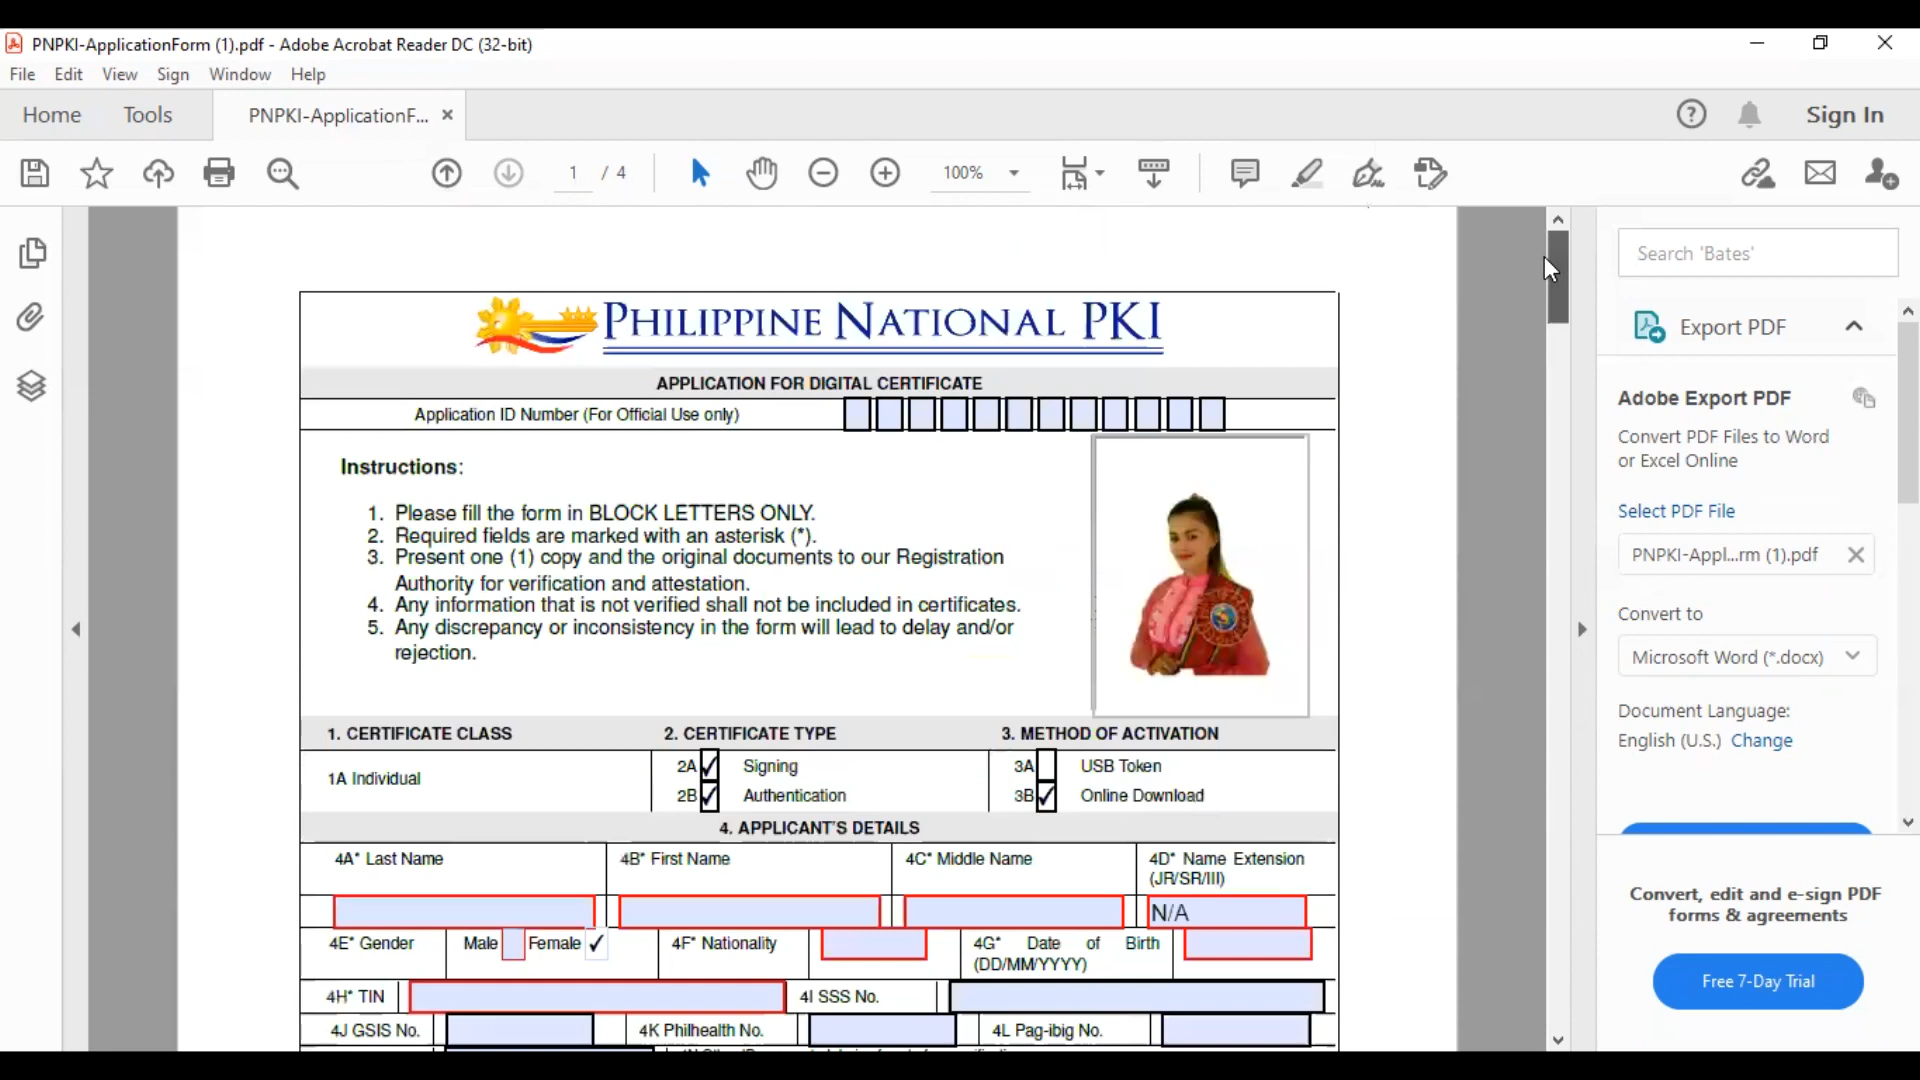 PNPKI-ApplicationForm (1).pdf - Adobe Acrobat Reader DC (32-bit)
File Edit View Sign Window Help
Home Tools PNPKI-ApplicationF... × Sign In
1 / 4 100%
Search 'Bates'
PHILIPPINE NATIONAL PKI
APPLICATION FOR DIGITAL CERTIFICATE
Application ID Number (For Official Use only)
Instructions:
1. Please fill the form in BLOCK LETTERS ONLY.
2. Required fields are marked with an asterisk (*).
3. Present one (1) copy and the original documents to our Registration
Authority for verification and attestation.
4. Any information that is not verified shall not be included in certificates.
5. Any discrepancy or inconsistency in the form will lead to delay and/or
rejection.
1. CERTIFICATE CLASS 2. CERTIFICATE TYPE 3. METHOD OF ACTIVATION
1A Individual
2A Signing
2B Authentication
3A USB Token
3B Online Download
4. APPLICANT'S DETAILS
4A* Last Name 4B* First Name 4C* Middle Name 4D* Name Extension
(JR/SR/III)
N/A
4E* Gender Male Female 4F* Nationality 4G* Date of Birth
(DD/MM/YYYY)
4H* TIN 4I SSS No.
4J GSIS No. 4K Philhealth No. 4L Pag-ibig No.
Export PDF
Adobe Export PDF
Convert PDF Files to Word
or Excel Online
Select PDF File
PNPKI-Appl...rm (1).pdf
Convert to
Microsoft Word (*.docx)
Document Language:
English (U.S.) Change
Convert, edit and e-sign PDF
forms & agreements
Free 7-Day Trial